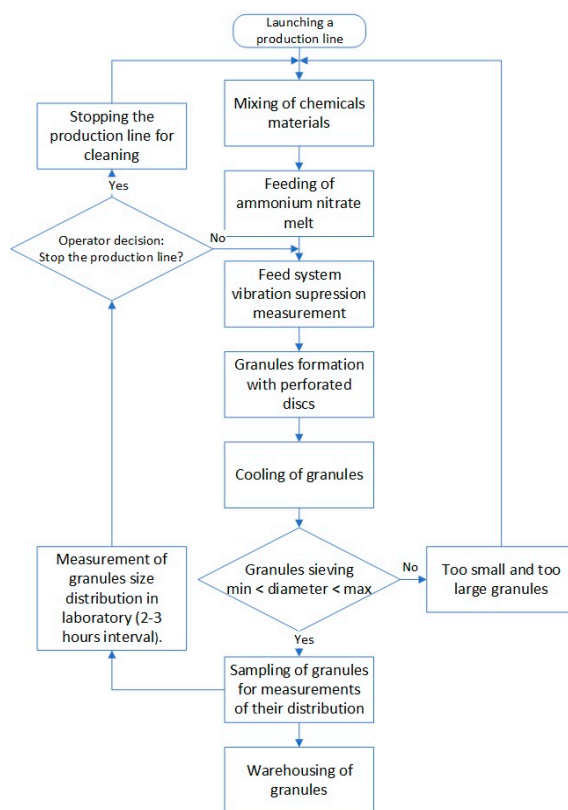 Launching a
production line
Mixing of chemicals
materials
Stopping the
production line for
cleaning
Yes
Feeding of
ammonium nitrate
melt
Operator decision:
Stop the production line?
No
Feed system
vibration supression
measurement
Granules formation
with perforated
discs
Cooling of granules
Granules sieving
min < diameter < max
No
Too small and too
large granules
Measurement of
granules size
distribution in
laboratory (2-3
hours interval).
Yes
Sampling of granules
for measurements
of their distribution
Warehousing of
granules